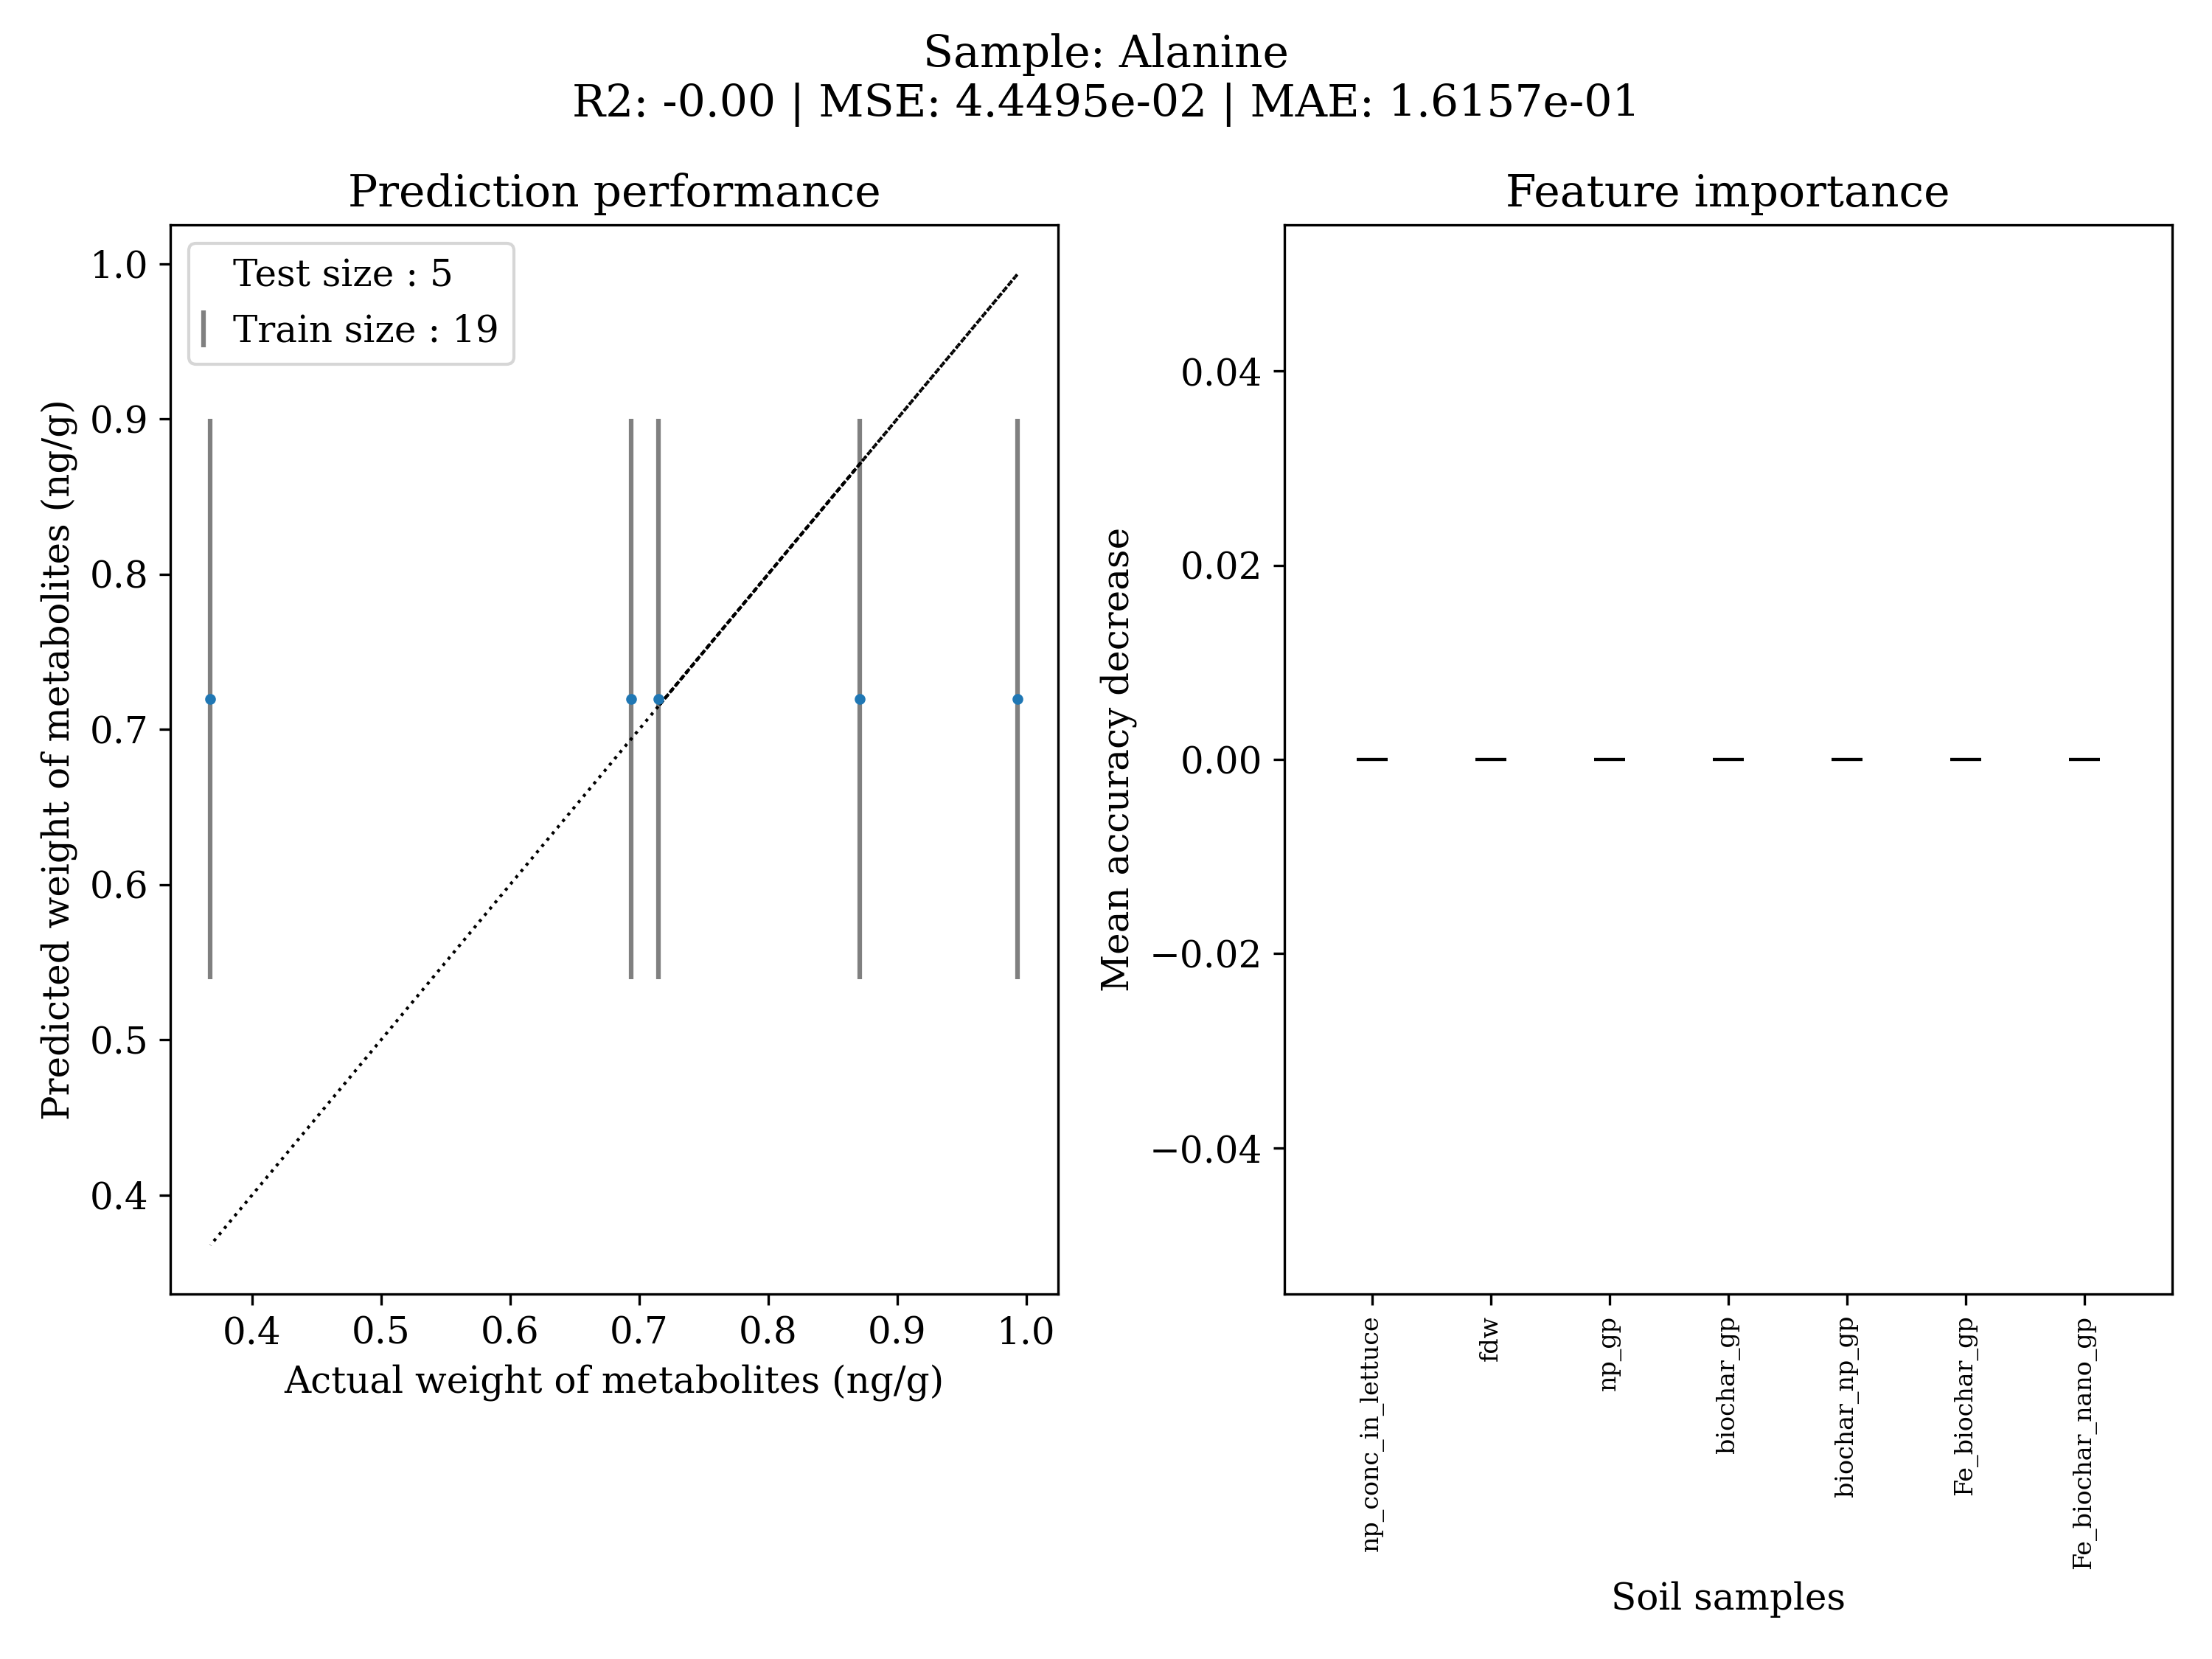 Sample: Alanine
R2: -0.00 | MSE: 4.4495e-02 | MAE: 1.6157e-01
Prediction performance
Test size : 5
Train size : 19
1.0
0.9
0.8
0.7
0.6
0.5
0.4
Predicted weight of metabolites (ng/g)
0.4 0.5 0.6 0.7 0.8 0.9 1.0
Actual weight of metabolites (ng/g)
Feature importance
0.04
0.02
0.00
−0.02
−0.04
Mean accuracy decrease
np_conc_in_lettuce
fdw
np_gp
biochar_gp
biochar_np_gp
Fe_biochar_gp
Fe_biochar_nano_gp
Soil samples